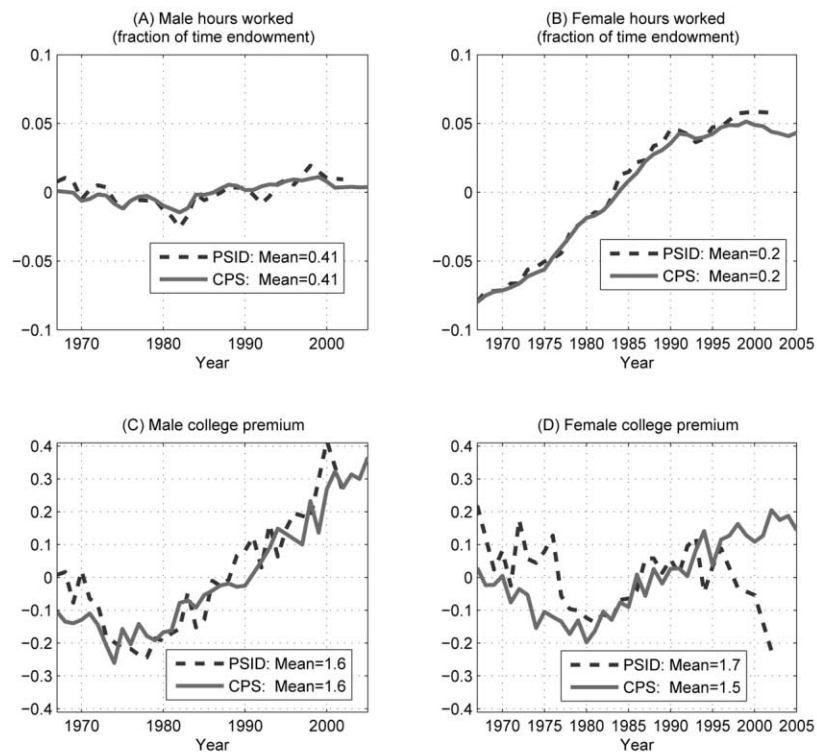 (A) Male hours worked
(fraction of time endowment)
0.1
0.05
0
-0.05
-0.1
PSID: Mean=0.41
CPS: Mean=0.41
1970 1980 1990 2000
Year
(B) Female hours worked
(fraction of time endowment)
0.1
0.05
0
-0.05
-0.1
PSID: Mean=0.2
CPS: Mean=0.2
1970 1975 1980 1985 1990 1995 2000 2005
Year
(C) Male college premium
0.4
0.3
0.2
0.1
0
-0.1
-0.2
-0.3
-0.4
PSID: Mean=1.6
CPS: Mean=1.6
1970 1980 1990 2000
Year
(D) Female college premium
0.4
0.3
0.2
0.1
0
-0.1
-0.2
-0.3
-0.4
PSID: Mean=1.7
CPS: Mean=1.5
1970 1975 1980 1985 1990 1995 2000 2005
Year